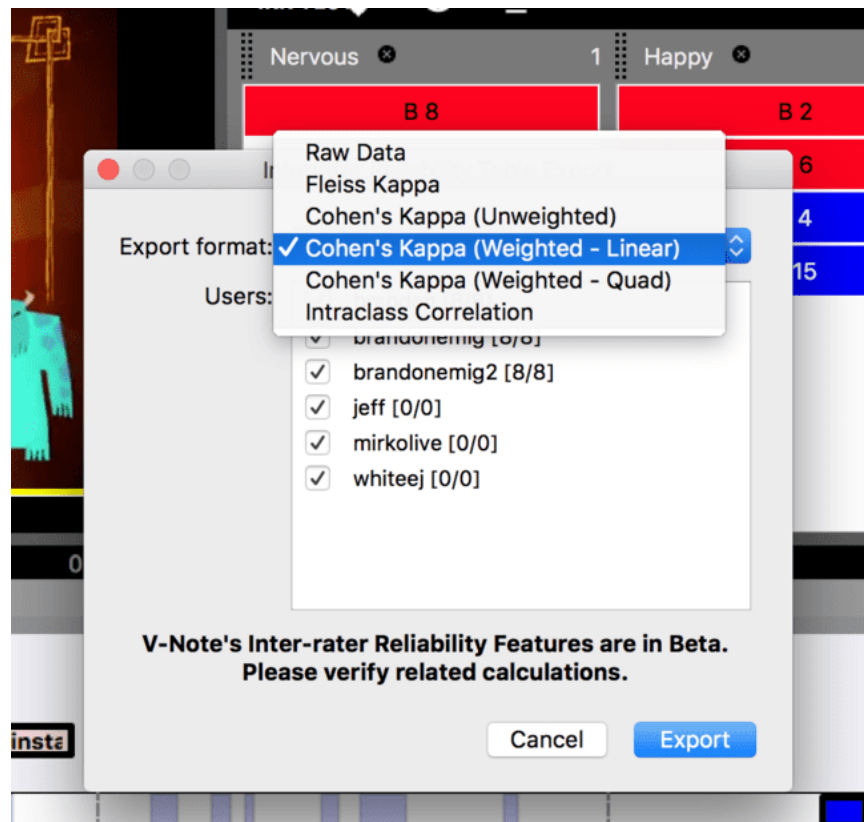 Nervous
1
Happy
B 8
B 2
6
4
15
Export format:
Raw Data
Fleiss Kappa
Cohen's Kappa (Unweighted)
✓ Cohen's Kappa (Weighted - Linear)
Cohen's Kappa (Weighted - Quad)
Intraclass Correlation
Users:
brandonemig [8/8]
brandonemig2 [8/8]
jeff [0/0]
mirkolive [0/0]
whiteej [0/0]
0
V-Note's Inter-rater Reliability Features are in Beta.
Please verify related calculations.
insta
Cancel
Export